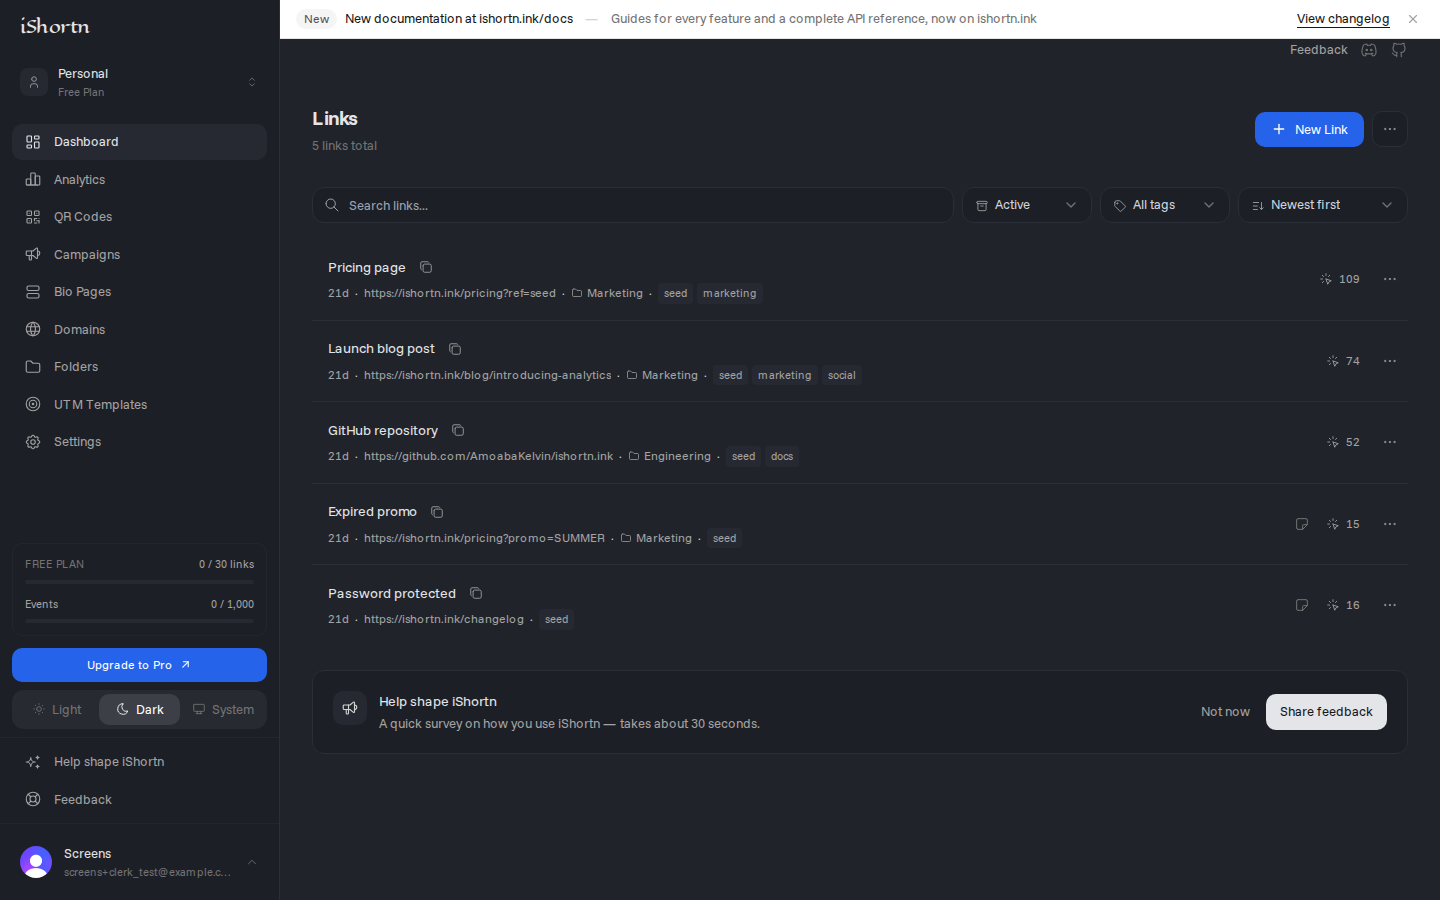 iShortn
Personal
Free Plan
Dashboard
Analytics
QR Codes
Campaigns
Bio Pages
Domains
Folders
UTM Templates
Settings
FREE PLAN 0 / 30 links
Events 0 / 1,000
Upgrade to Pro
Light Dark System
Help shape iShortn
Feedback
Screens
screens+clerk_test@example.c...
New New documentation at ishortn.ink/docs — Guides for every feature and a complete API reference, now on ishortn.ink View changelog
Feedback
Links
5 links total
New Link
Search links...
Active
All tags
Newest first
Pricing page
21d · https://ishortn.ink/pricing?ref=seed · Marketing · seed marketing
109
Launch blog post
21d · https://ishortn.ink/blog/introducing-analytics · Marketing · seed marketing social
74
GitHub repository
21d · https://github.com/AmoabaKelvin/ishortn.ink · Engineering · seed docs
52
Expired promo
21d · https://ishortn.ink/pricing?promo=SUMMER · Marketing · seed
15
Password protected
21d · https://ishortn.ink/changelog · seed
16
Help shape iShortn
A quick survey on how you use iShortn — takes about 30 seconds.
Not now
Share feedback